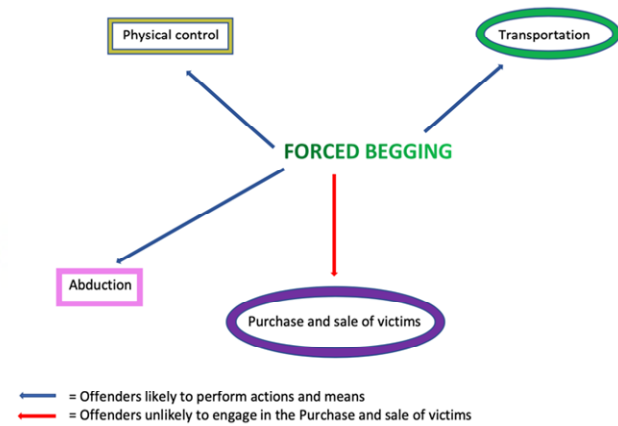 Physical control
Transportation
FORCED BEGGING
Abduction
Purchase and sale of victims
= Offenders likely to perform actions and means
= Offenders unlikely to engage in the Purchase and sale of victims